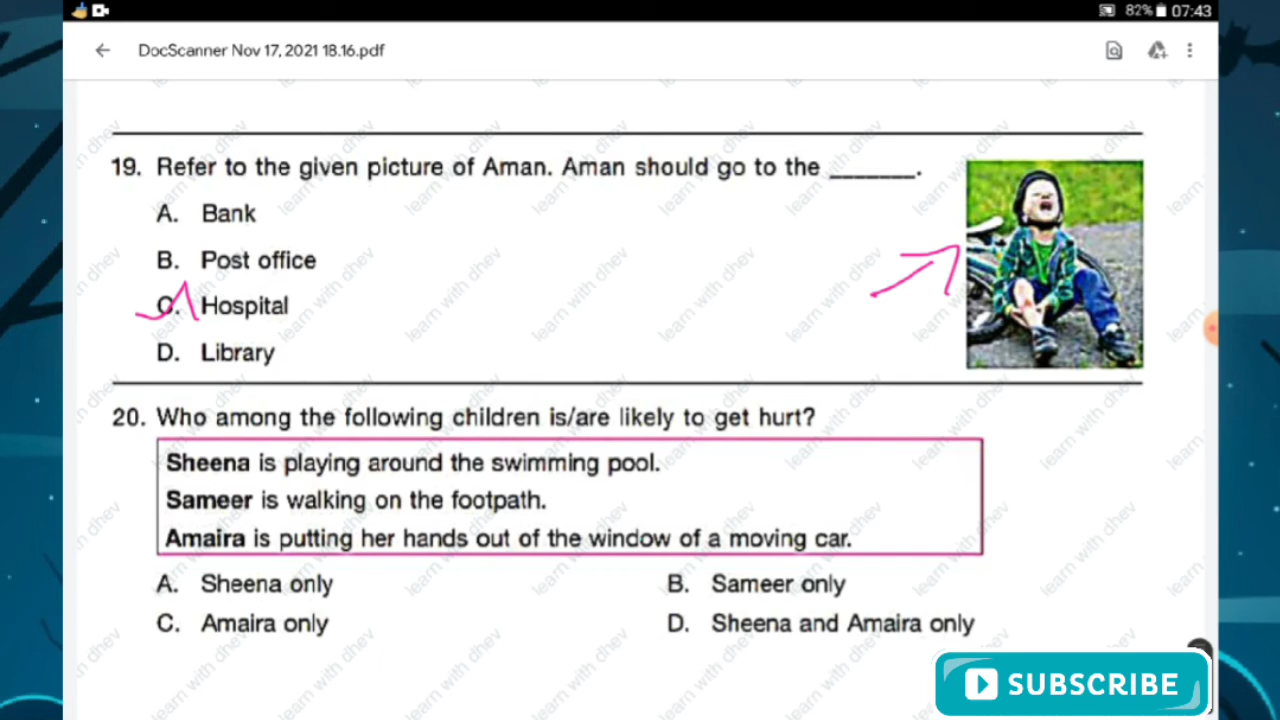 82% 07:43
DocScanner Nov 17, 2021 18.16.pdf
19. Refer to the given picture of Aman. Aman should go to the _______.
A. Bank
B. Post office
C. Hospital
D. Library
20. Who among the following children is/are likely to get hurt?
Sheena is playing around the swimming pool.
Sameer is walking on the footpath.
Amaira is putting her hands out of the window of a moving car.
A. Sheena only B. Sameer only
C. Amaira only D. Sheena and Amaira only
SUBSCRIBE
learn with dhev